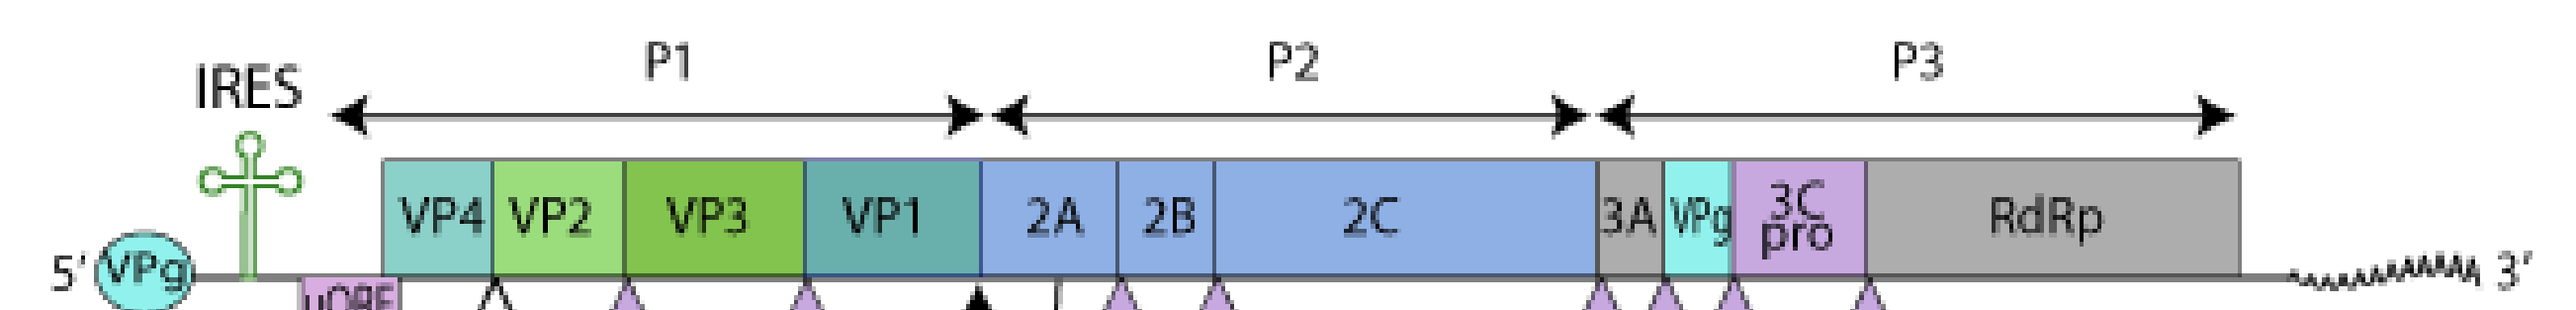 P1 P2 P3
IRES
VP4 VP2 VP3 VP1 2A 2B 2C 3A VPg 3C pro RdRp
5′ VPg 3′
uORF